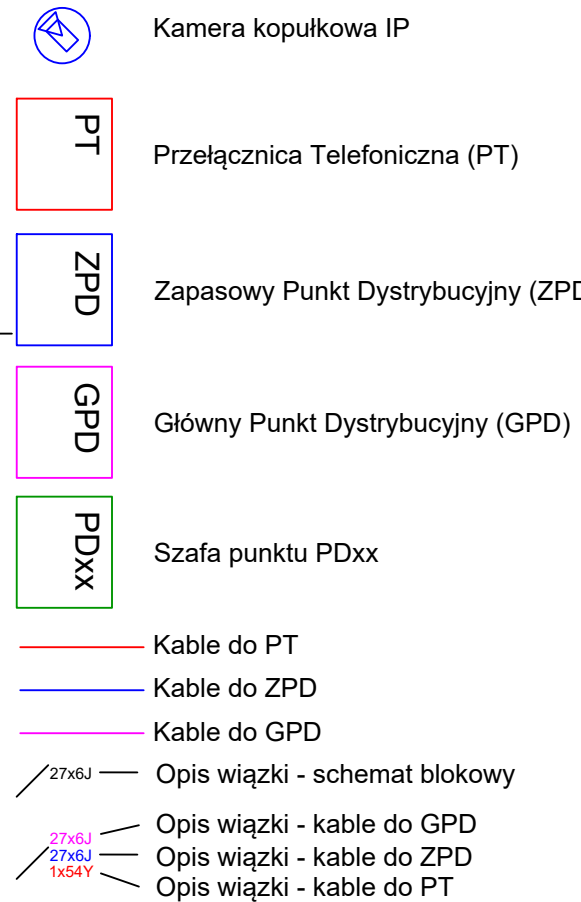 Kamera kopułkowa IP
PT
Przełącznica Telefoniczna (PT)
ZPD
Zapasowy Punkt Dystrybucyjny (ZPD
GPD
Główny Punkt Dystrybucyjny (GPD)
PDxx
Szafa punktu PDxx
Kable do PT
Kable do ZPD
Kable do GPD
27x6J Opis wiązki - schemat blokowy
27x6J Opis wiązki - kable do GPD
27x6J Opis wiązki - kable do ZPD
1x54Y Opis wiązki - kable do PT